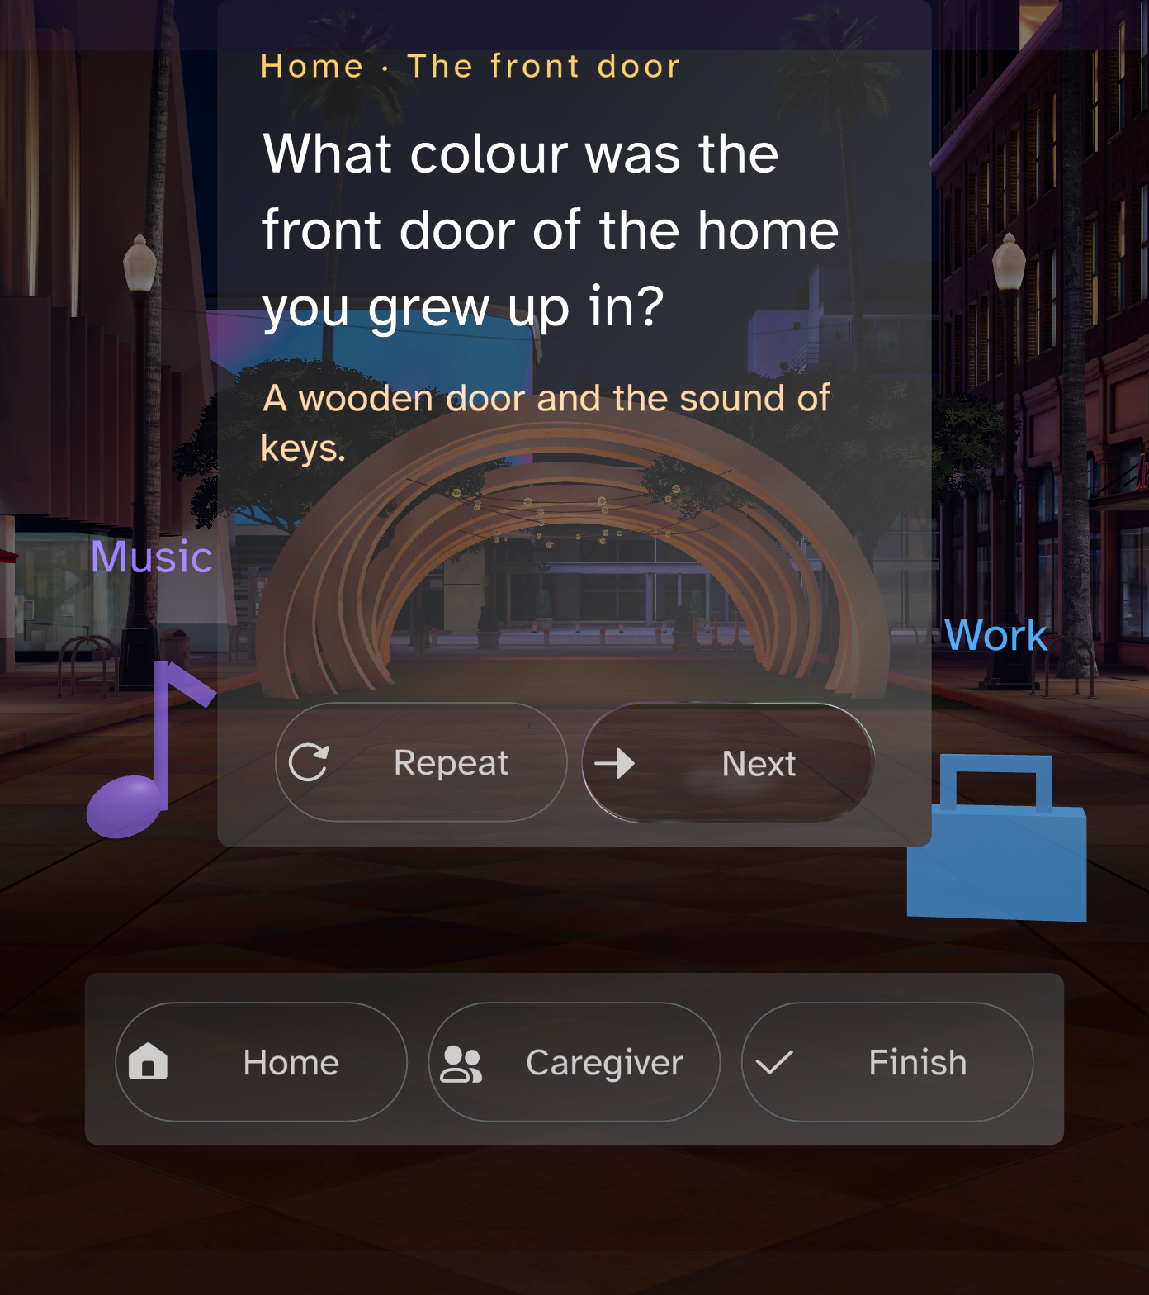 Home · The front door
What colour was the
front door of the home
you grew up in?
A wooden door and the sound of
keys.
Music
Work
Repeat
Next
Home
Caregiver
Finish